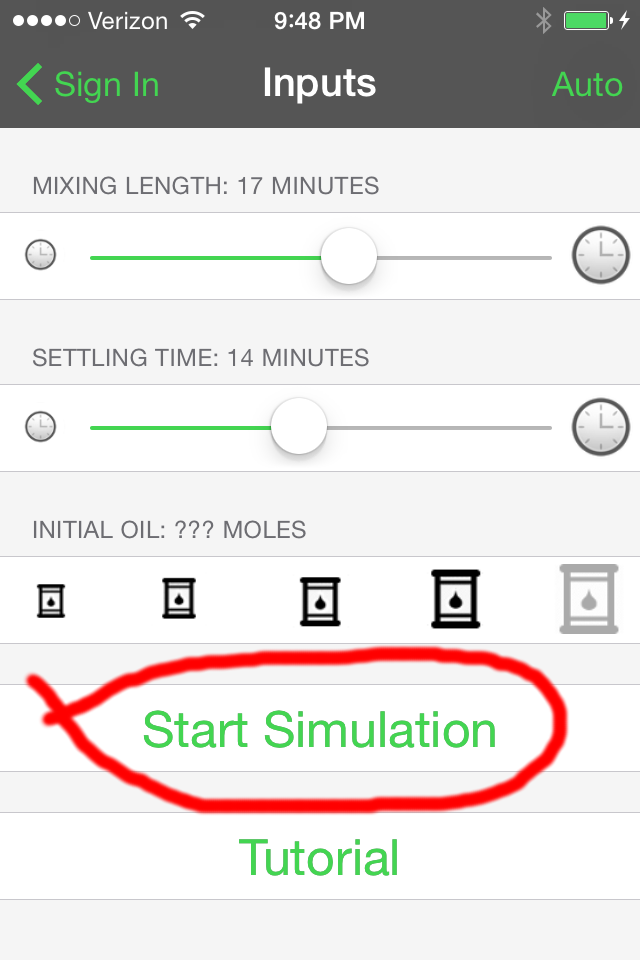 Verizon 9:48 PM
Sign In Inputs Auto
MIXING LENGTH: 17 MINUTES
SETTLING TIME: 14 MINUTES
INITIAL OIL: ??? MOLES
Start Simulation
Tutorial